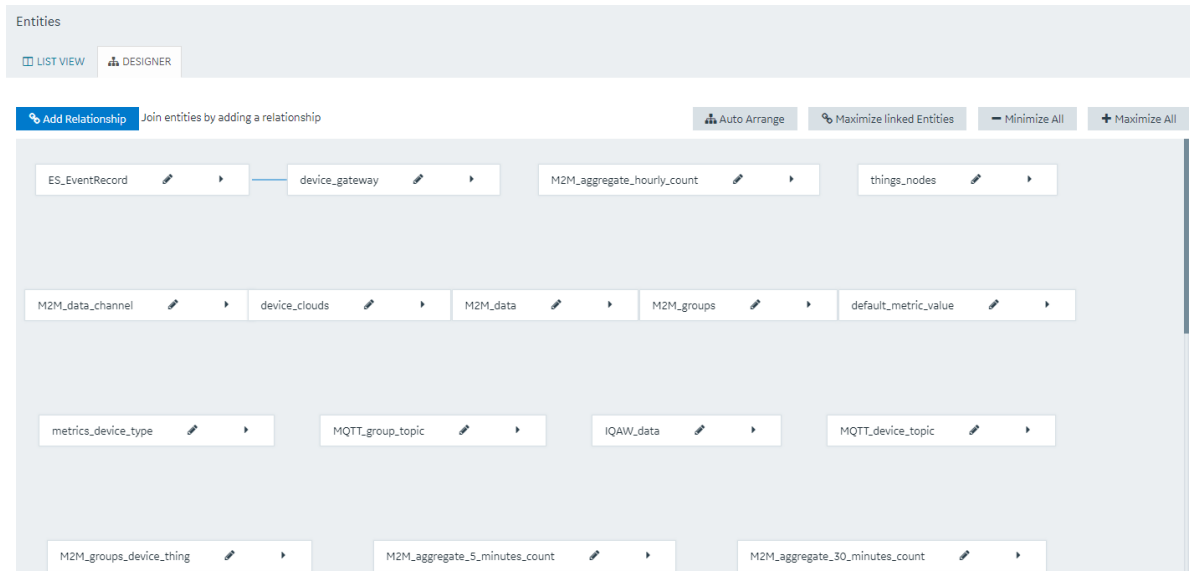 Entities
LIST VIEW DESIGNER
Add Relationship Join entities by adding a relationship Auto Arrange Maximize linked Entities Minimize All Maximize All
ES_EventRecord device_gateway M2M_aggregate_hourly_count things_nodes
M2M_data_channel device_clouds M2M_data M2M_groups default_metric_value
metrics_device_type MQTT_group_topic IQAW_data MQTT_device_topic
M2M_groups_device_thing M2M_aggregate_5_minutes_count M2M_aggregate_30_minutes_count